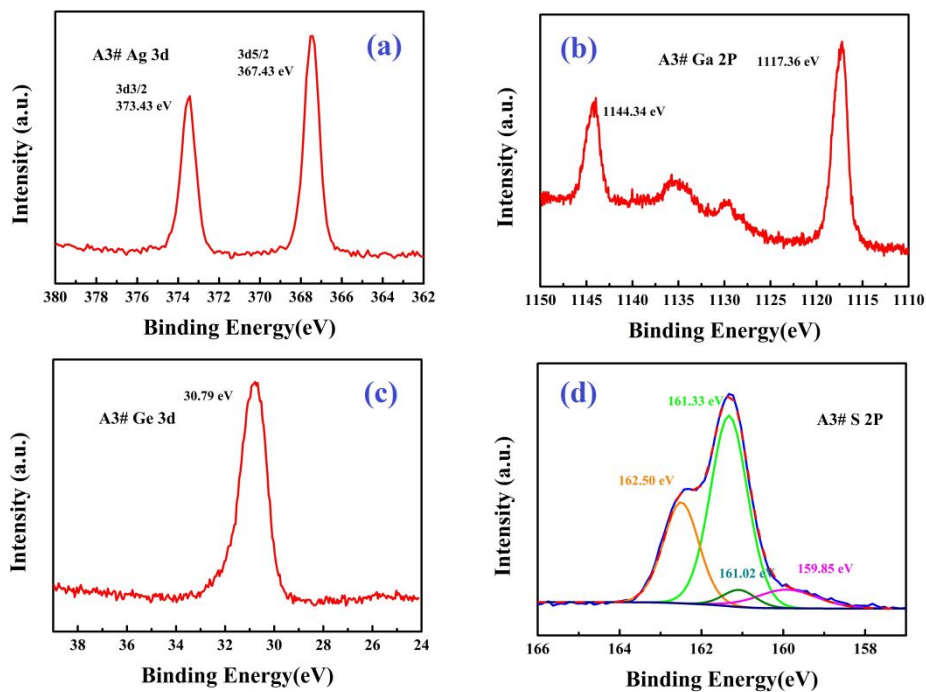 A3# Ag 3d
3d3/2
373.43 eV
3d5/2
367.43 eV
(a)
Intensity (a.u.)
380 378 376 374 372 370 368 366 364 362
Binding Energy(eV)
A3# Ga 2P
1144.34 eV
1117.36 eV
(b)
Intensity (a.u.)
1150 1145 1140 1135 1130 1125 1120 1115 1110
Binding Energy(eV)
30.79 eV
A3# Ge 3d
(c)
Intensity (a.u.)
38 36 34 32 30 28 26 24
Binding Energy(eV)
(d)
161.33 eV
A3# S 2P
162.50 eV
161.02 eV
159.85 eV
Intensity (a.u.)
166 164 162 160 158
Binding Energy(eV)